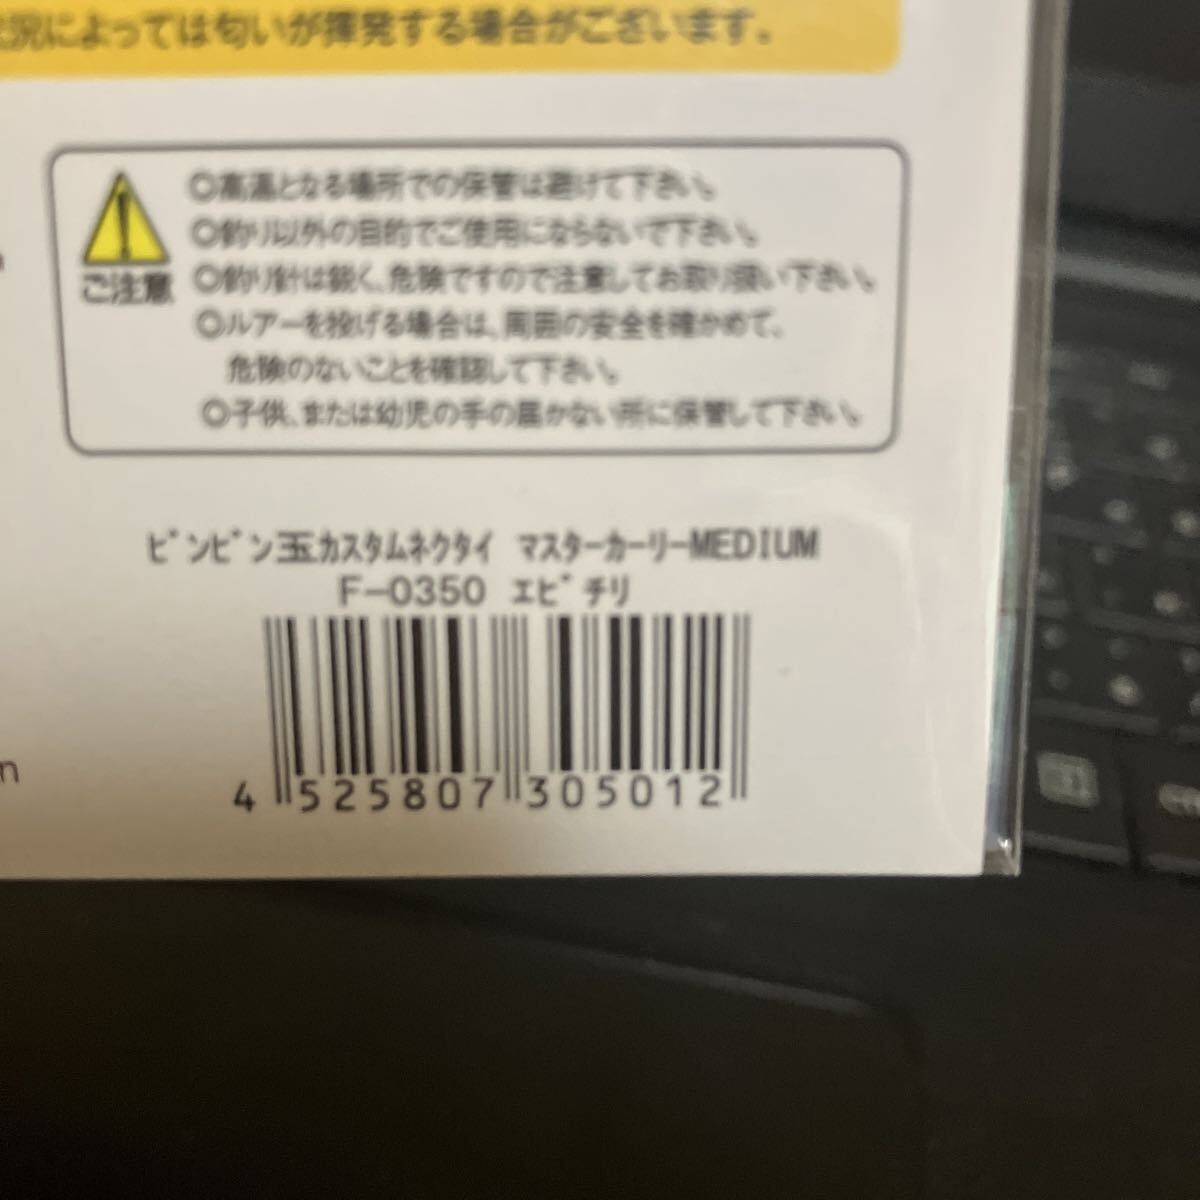 況によっては匂いが揮発する場合がございます。
ご注意
◎高温となる場所での保管は避けて下さい。
◎釣り以外の目的でご使用にならないで下さい。
◎釣り針は鋭く、危険ですので注意してお取り扱い下さい。
◎ルアーを投げる場合は、周囲の安全を確かめて、
危険のないことを確認して下さい。
◎子供、または幼児の手の届かない所に保管して下さい。
ﾋﾞﾝﾋﾞﾝ玉ｶｽﾀﾑﾈｸﾀｲ ﾏｽﾀｰｶｰﾘｰMEDIUM
F-0350 ｴﾋﾞﾁﾘ
4 525807 305012
n